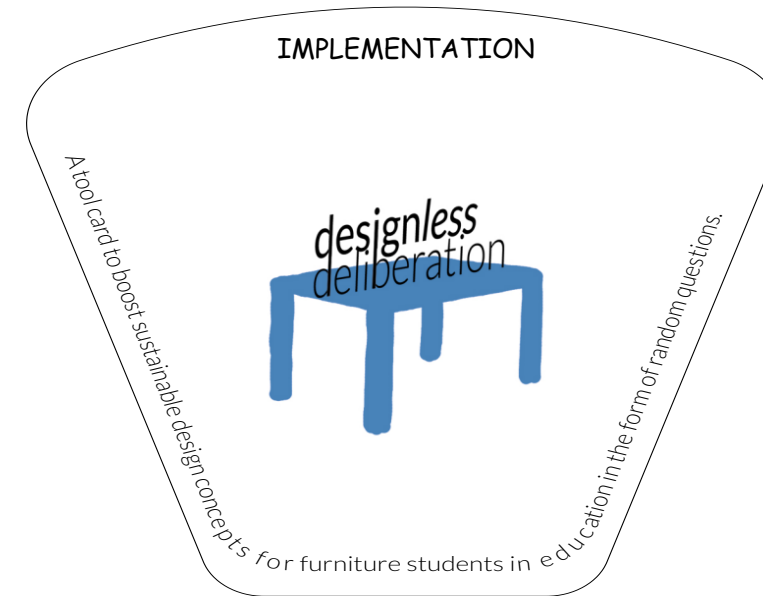 IMPLEMENTATION
designless
deliberation
A tool card to boost sustainable design concepts for furniture students in education in the form of random questions.